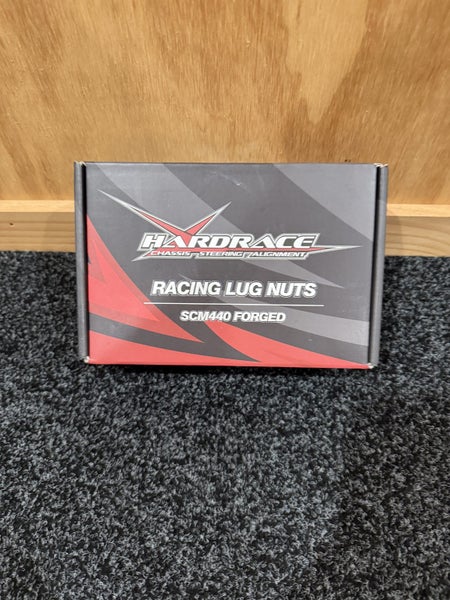 HARDRACE
CHASSIS STEERING ALIGNMENT
RACING LUG NUTS
SCM440 FORGED